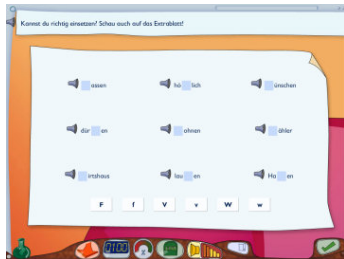 Kannst du richtig einsetzen? Schau auch auf das Extrablatt!
assen hö lich ünschen
dür en ohnen ähler
irtshaus lau en Ha en
F f V v W w
0100